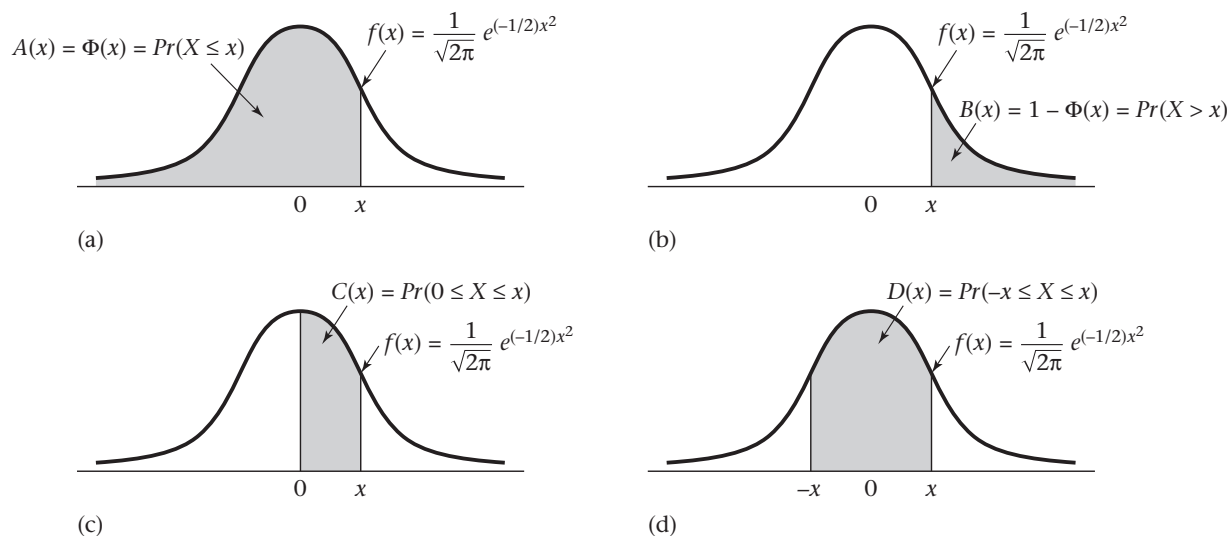 A(x) = Φ(x) = Pr(X ≤ x)
f(x) = 1/√2π e^(–1/2)x²
0 x
(a)
f(x) = 1/√2π e^(–1/2)x²
B(x) = 1 – Φ(x) = Pr(X > x)
0 x
(b)
C(x) = Pr(0 ≤ X ≤ x)
f(x) = 1/√2π e^(–1/2)x²
0 x
(c)
D(x) = Pr(–x ≤ X ≤ x)
f(x) = 1/√2π e^(–1/2)x²
–x 0 x
(d)